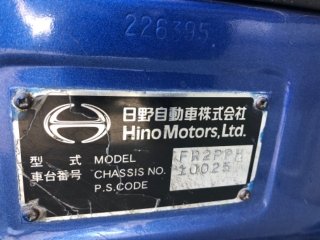 226395
日野自動車株式会社
Hino Motors, Ltd.
型 式 MODEL FW2PPH
車台番号 CHASSIS NO. 10025
P.S.CODE